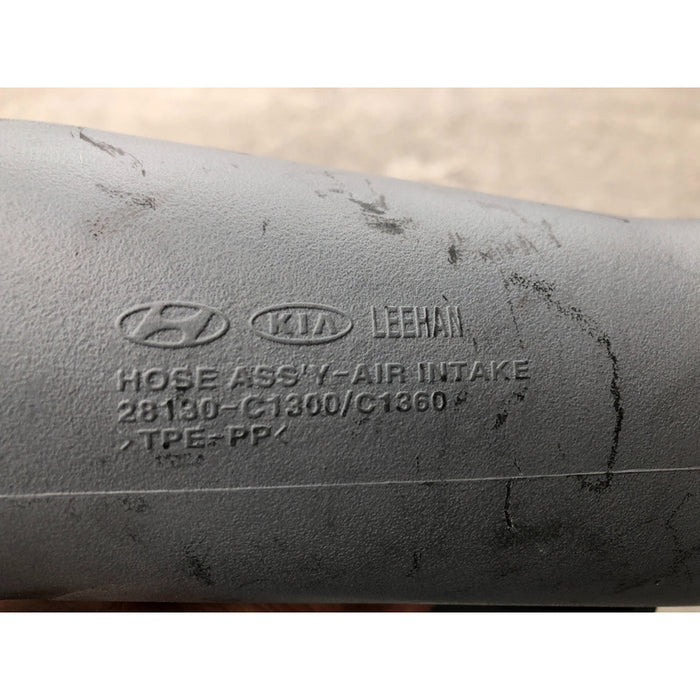 KIA LEEHAN
HOSE ASS'Y-AIR INTAKE
28130-C1300/C1360
>TPE-PP<